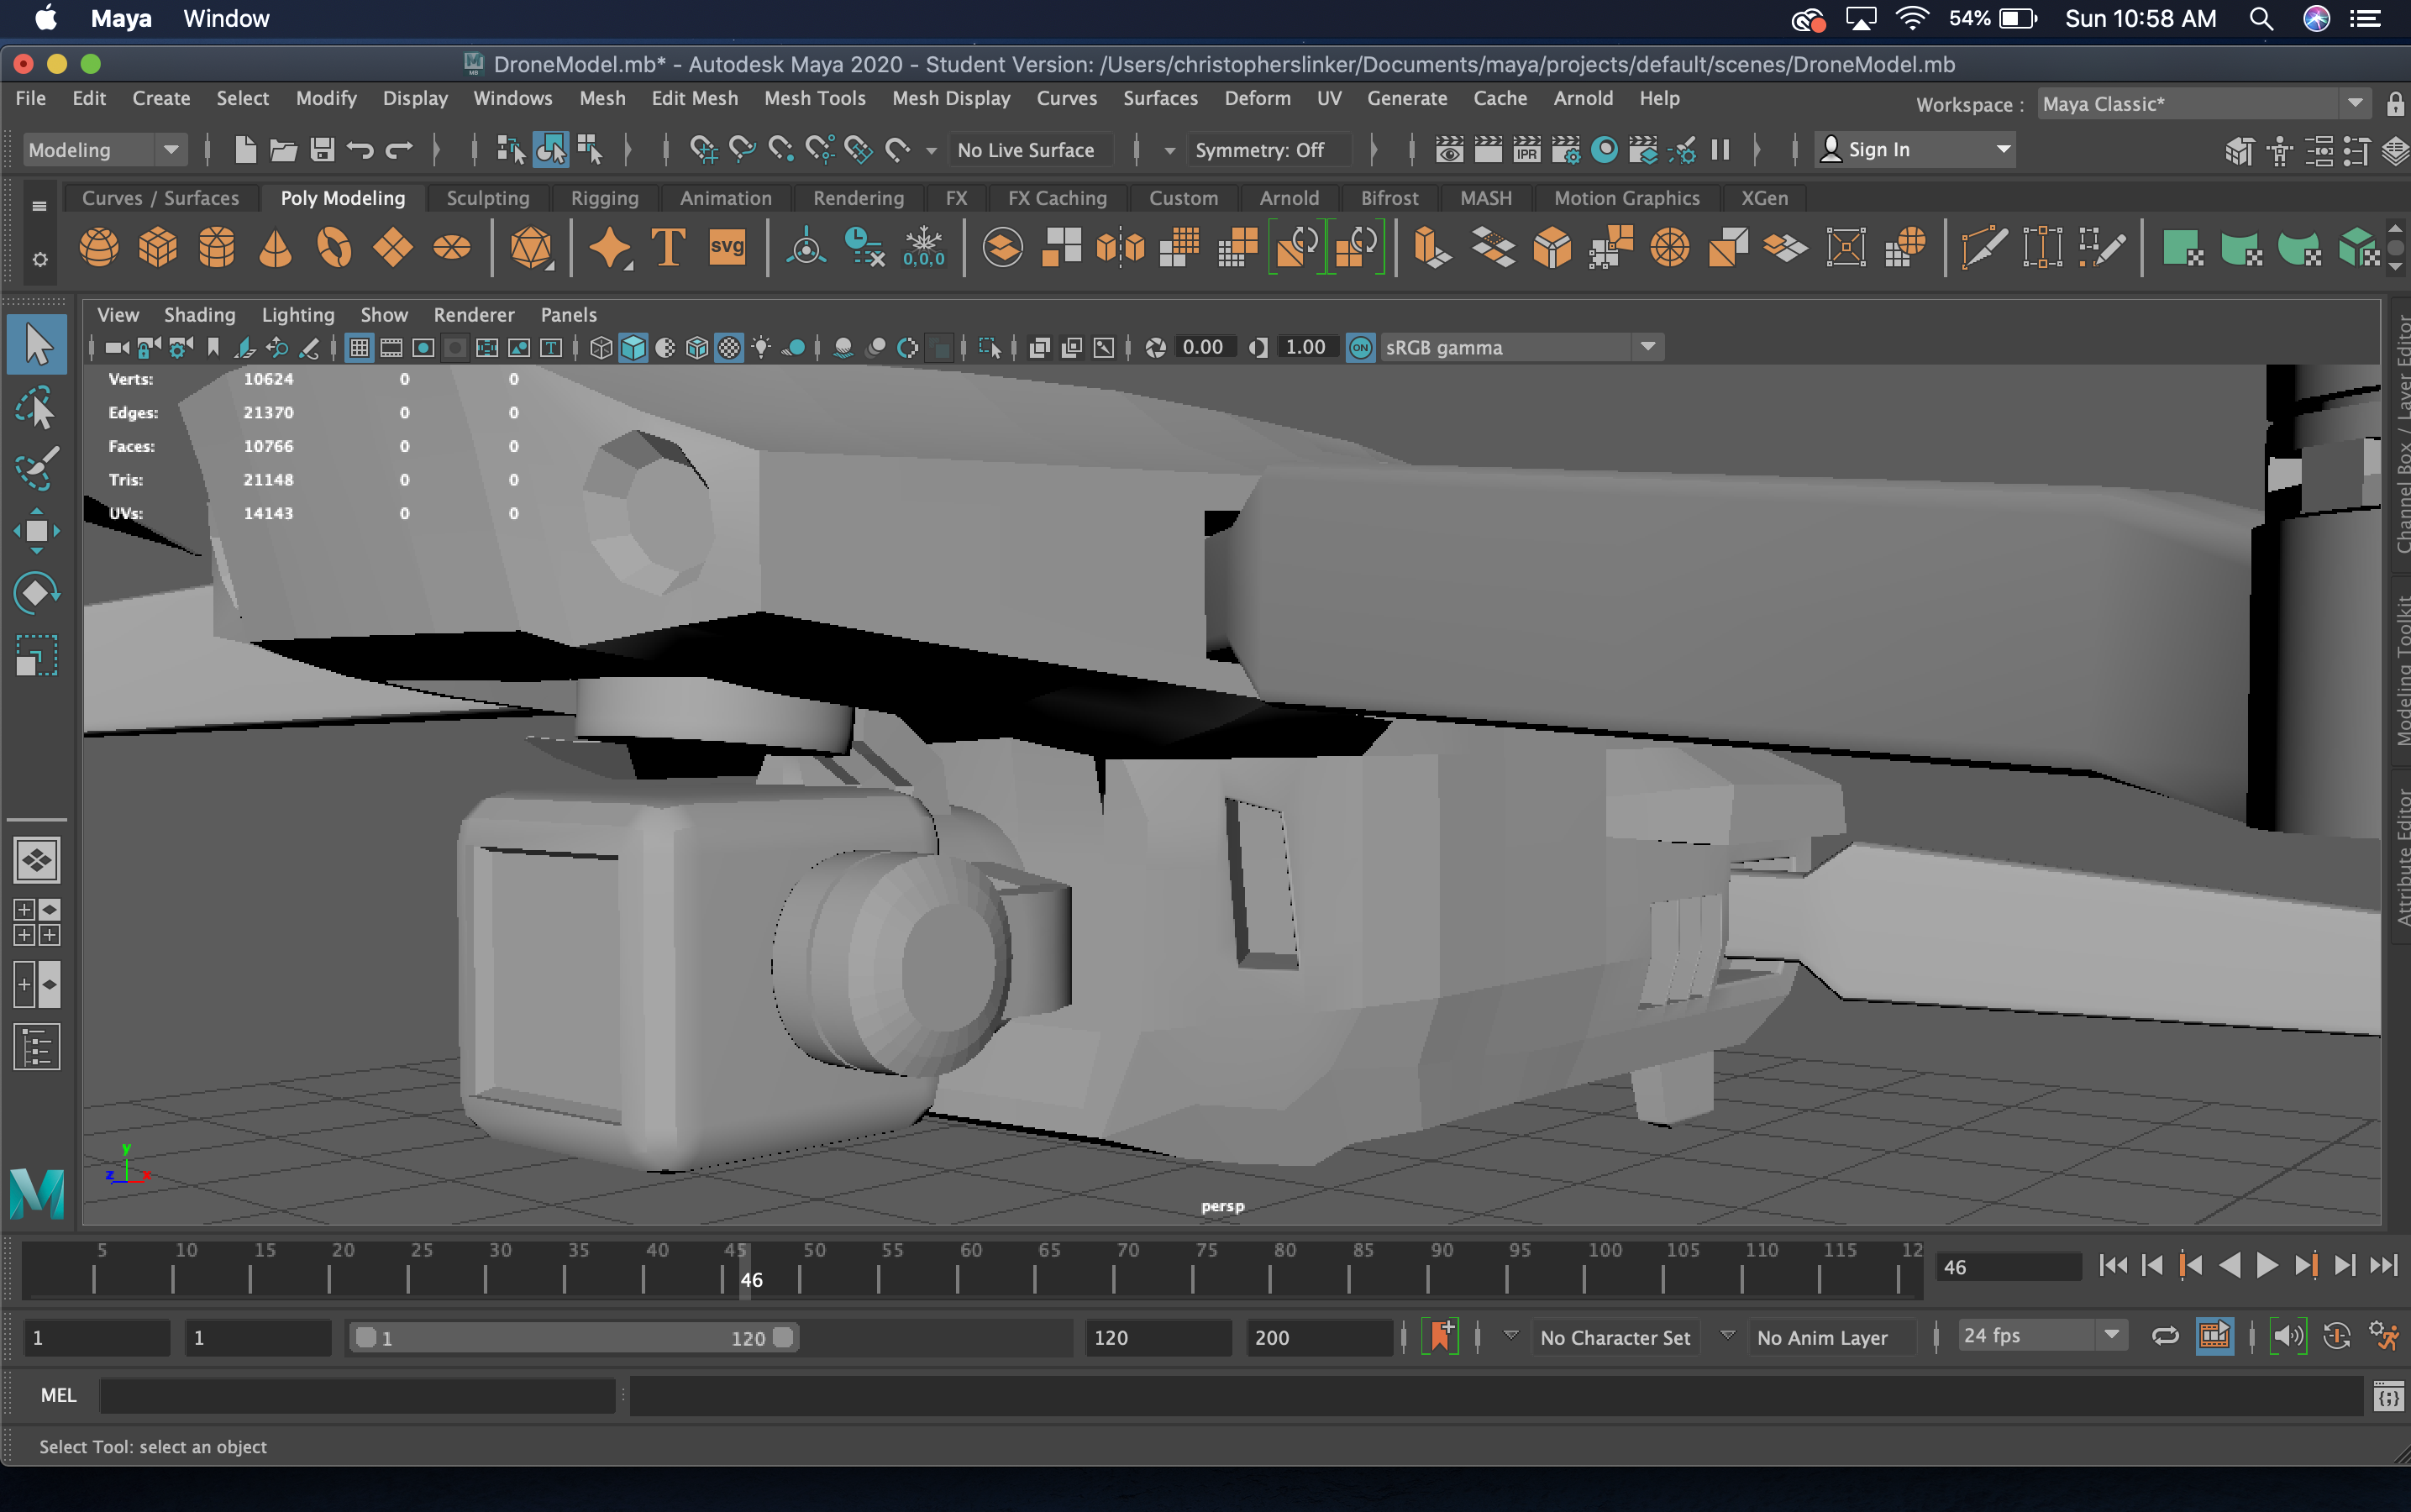 Maya Window 54% Sun 10:58 AM
DroneModel.mb* - Autodesk Maya 2020 - Student Version: /Users/christopherslinker/Documents/maya/projects/default/scenes/DroneModel.mb
File Edit Create Select Modify Display Windows Mesh Edit Mesh Mesh Tools Mesh Display Curves Surfaces Deform UV Generate Cache Arnold Help Workspace : Maya Classic*
Modeling No Live Surface Symmetry: Off IPR Sign In
Curves / Surfaces Poly Modeling Sculpting Rigging Animation Rendering FX FX Caching Custom Arnold Bifrost MASH Motion Graphics XGen
T svg 0,0,0
View Shading Lighting Show Renderer Panels
0.00 1.00 ON sRGB gamma
Verts: 10624 0 0
Edges: 21370 0 0
Faces: 10766 0 0
Tris: 21148 0 0
UVs: 14143 0 0
Channel Box / Layer Editor
Modeling Toolkit
Attribute Editor
y
z x
persp
5 10 15 20 25 30 35 40 45 50 55 60 65 70 75 80 85 90 95 100 105 110 115 12
46 46
1 1 1 120 120 200 No Character Set No Anim Layer 24 fps
MEL
Select Tool: select an object